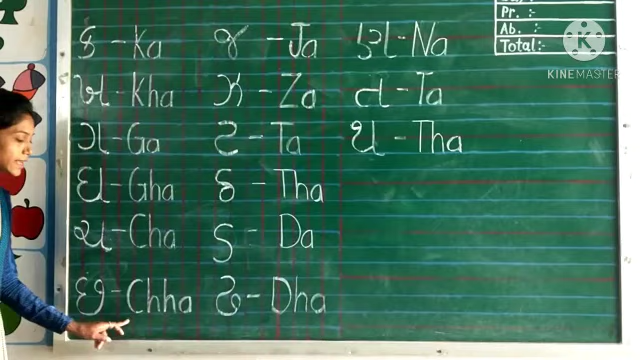 ક - Ka
ખ - Kha
ગ - Ga
ઘ - Gha
ચ - Cha
છ - Chha
જ - Ja
ઝ - Za
ટ - Ta
ઠ - Tha
ડ - Da
ઢ - Dha
ણ - Na
ત - Ta
થ - Tha
Pr. :-
Ab. :-
Total:-
KINEMASTER